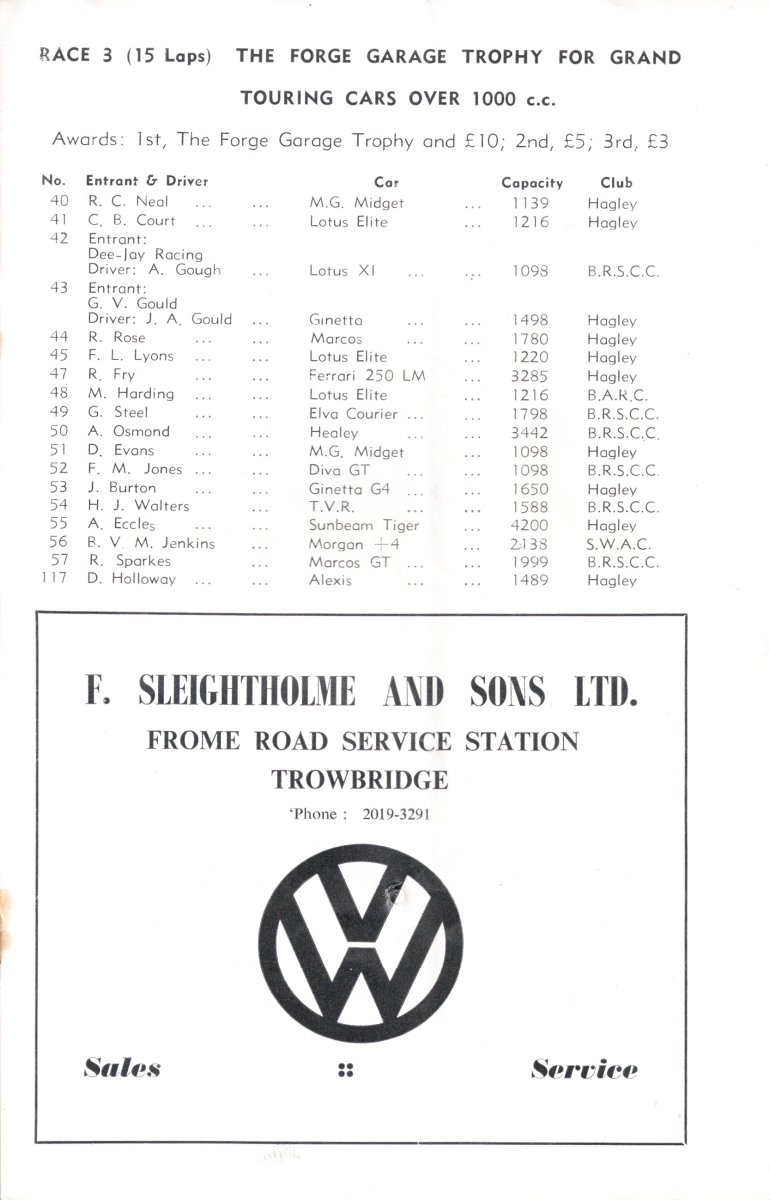 RACE 3 (15 Laps) THE FORGE GARAGE TROPHY FOR GRAND
TOURING CARS OVER 1000 c.c.
Awards: 1st, The Forge Garage Trophy and £10; 2nd, £5; 3rd, £3
No. Entrant & Driver Car Capacity Club
40 R. C. Neal ... ... M.G. Midget ... 1139 Hagley
41 C. B. Court ... Lotus Elite ... 1216 Hagley
42 Entrant:
Dee-Jay Racing
Driver: A. Gough ... Lotus XI ... ... 1098 B.R.S.C.C.
43 Entrant:
G. V. Gould
Driver: J. A. Gould ... Ginetta ... ... 1498 Hagley
44 R. Rose ... ... Marcos ... ... 1780 Hagley
45 F. L. Lyons ... ... Lotus Elite ... 1220 Hagley
47 R. Fry ... ... Ferrari 250 LM ... 3285 Hagley
48 M. Harding ... ... Lotus Elite ... 1216 B.A.R.C.
49 G. Steel ... ... Elva Courier ... ... 1798 B.R.S.C.C.
50 A. Osmond ... ... Healey ... ... 3442 B.R.S.C.C.
51 D. Evans ... ... M.G. Midget ... 1098 Hagley
52 F. M. Jones ... ... Diva GT ... ... 1098 B.R.S.C.C.
53 J. Burton ... ... Ginetta G4 ... ... 1650 Hagley
54 H. J. Walters ... T.V.R. ... ... 1588 B.R.S.C.C.
55 A. Eccles ... ... Sunbeam Tiger ... 4200 Hagley
56 B. V. M. Jenkins ... Morgan +4 ... 2138 S.W.A.C.
57 R. Sparkes ... Marcos GT ... ... 1999 B.R.S.C.C.
117 D. Holloway ... ... Alexis ... ... 1489 Hagley
F. SLEIGHTHOLME AND SONS LTD.
FROME ROAD SERVICE STATION
TROWBRIDGE
'Phone : 2019-3291
Sales :: Service